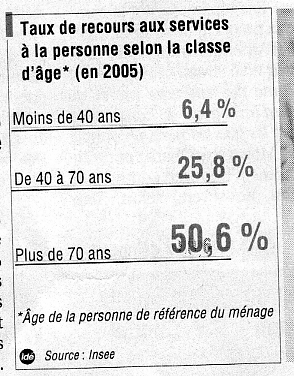 Taux de recours aux services
à la personne selon la classe
d'âge* (en 2005)
Moins de 40 ans 6,4 %
De 40 à 70 ans 25,8 %
Plus de 70 ans 50,6 %
*Âge de la personne de référence du ménage
ide Source : Insee